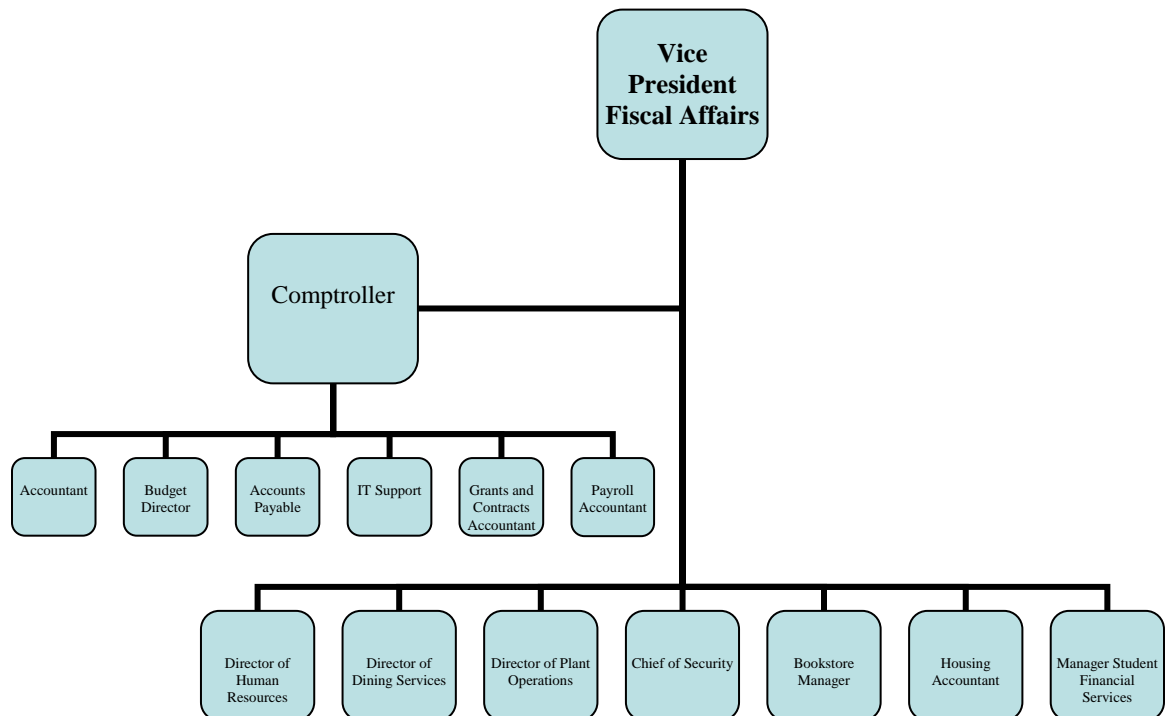 Vice
President
Fiscal Affairs
Comptroller
Accountant
Budget
Director
Accounts
Payable
IT Support
Grants and
Contracts
Accountant
Payroll
Accountant
Director of
Human
Resources
Director of
Dining Services
Director of Plant
Operations
Chief of Security
Bookstore
Manager
Housing
Accountant
Manager Student
Financial
Services